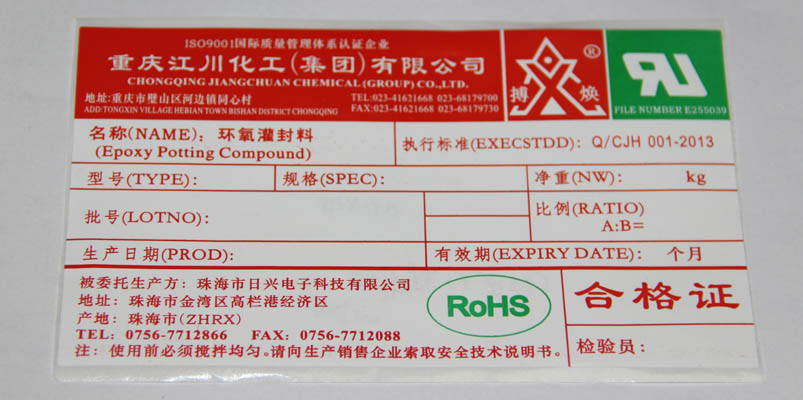 ISO9001国际质量管理体系认证企业
重庆江川化工(集团)有限公司
CHONGQING JIANGCHUAN CHEMICAL (GROUP) CO.,LTD.
地址:重庆市璧山区河边镇同心村
ADD:TONGXIN VILLAGE HEBIAN TOWN BISHAN DISTRICT CHONGQING
TEL:023-41621668 023-68179700
FAX:023-41621668 023-68179730
®
搏 焕
RU
FILE NUMBER E255039
名称(NAME): 环氧灌封料
(Epoxy Potting Compound)
执行标准(EXECSTDD): Q/CJH 001-2013
型号(TYPE):
规格(SPEC):
净重(NW): kg
批号(LOTNO):
比例(RATIO)
A:B=
生产日期(PROD):
有效期(EXPIRY DATE): 个月
被委托生产方: 珠海市日兴电子科技有限公司
地址: 珠海市金湾区高栏港经济区
产地: 珠海市(ZHRX)
TEL: 0756-7712866 FAX: 0756-7712088
注: 使用前必须搅拌均匀。请向生产销售企业索取安全技术说明书。
RoHS
合格证
检验员: